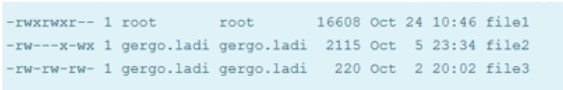 -rwxrwxr-- 1 root       root       16608 Oct 24 10:46 file1
-rw---x-wx 1 gergo.ladi gergo.ladi  2115 Oct  5 23:34 file2
-rw-rw-rw- 1 gergo.ladi gergo.ladi   220 Oct  2 20:02 file3